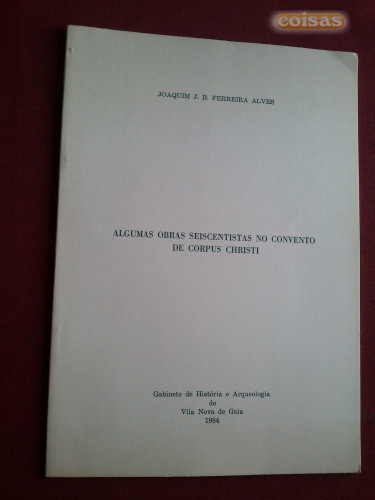 coisas
JOAQUIM J. B. FERREIRA ALVES
ALGUMAS OBRAS SEISCENTISTAS NO CONVENTO
DE CORPUS CHRISTI
Gabinete de História e Arqueologia
de
Vila Nova de Gaia
1984